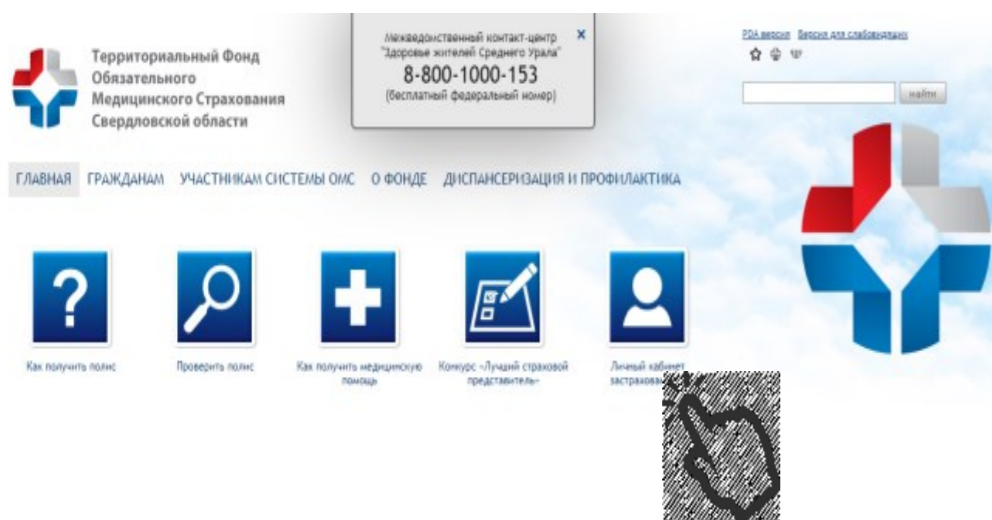 Территориальный Фонд
Обязательного
Медицинского Страхования
Свердловской области
Межведомственный контакт-центр
"Здоровье жителей Среднего Урала"
8-800-1000-153
(бесплатный федеральный номер)
PDA версия Версия для слабовидящих
найти
ГЛАВНАЯ ГРАЖДАНАМ УЧАСТНИКАМ СИСТЕМЫ ОМС О ФОНДЕ ДИСПАНСЕРИЗАЦИЯ И ПРОФИЛАКТИКА
Как получить полис
Проверить полис
Как получить медицинскую
помощь
Конкурс «Лучший страховой
представитель»
Личный кабинет